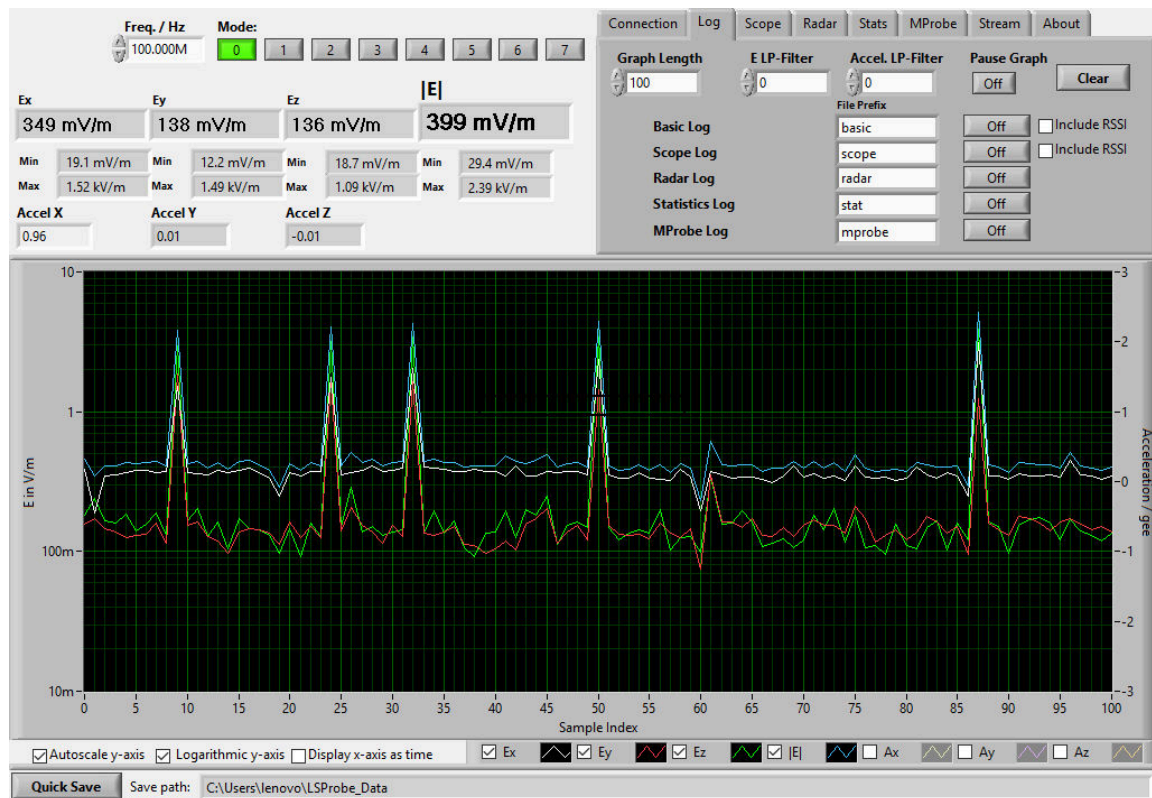 Freq. / Hz Mode:
100.000M 0 1 2 3 4 5 6 7
Ex Ey Ez |E|
349 mV/m 138 mV/m 136 mV/m 399 mV/m
Min 19.1 mV/m Min 12.2 mV/m Min 18.7 mV/m Min 29.4 mV/m
Max 1.52 kV/m Max 1.49 kV/m Max 1.09 kV/m Max 2.39 kV/m
Accel X Accel Y Accel Z
0.96 0.01 -0.01
Connection Log Scope Radar Stats MProbe Stream About
Graph Length E LP-Filter Accel. LP-Filter Pause Graph
100 0 0 Off Clear
File Prefix
Basic Log basic Off Include RSSI
Scope Log scope Off Include RSSI
Radar Log radar Off
Statistics Log stat Off
MProbe Log mprobe Off
10
1
100m
10m
E in V/m
3
2
1
0
-1
-2
-3
Acceleration / gee
0 5 10 15 20 25 30 35 40 45 50 55 60 65 70 75 80 85 90 95 100
Sample Index
Autoscale y-axis Logarithmic y-axis Display x-axis as time Ex Ey Ez |E| Ax Ay Az
Quick Save Save path: C:\Users\lenovo\LSProbe_Data